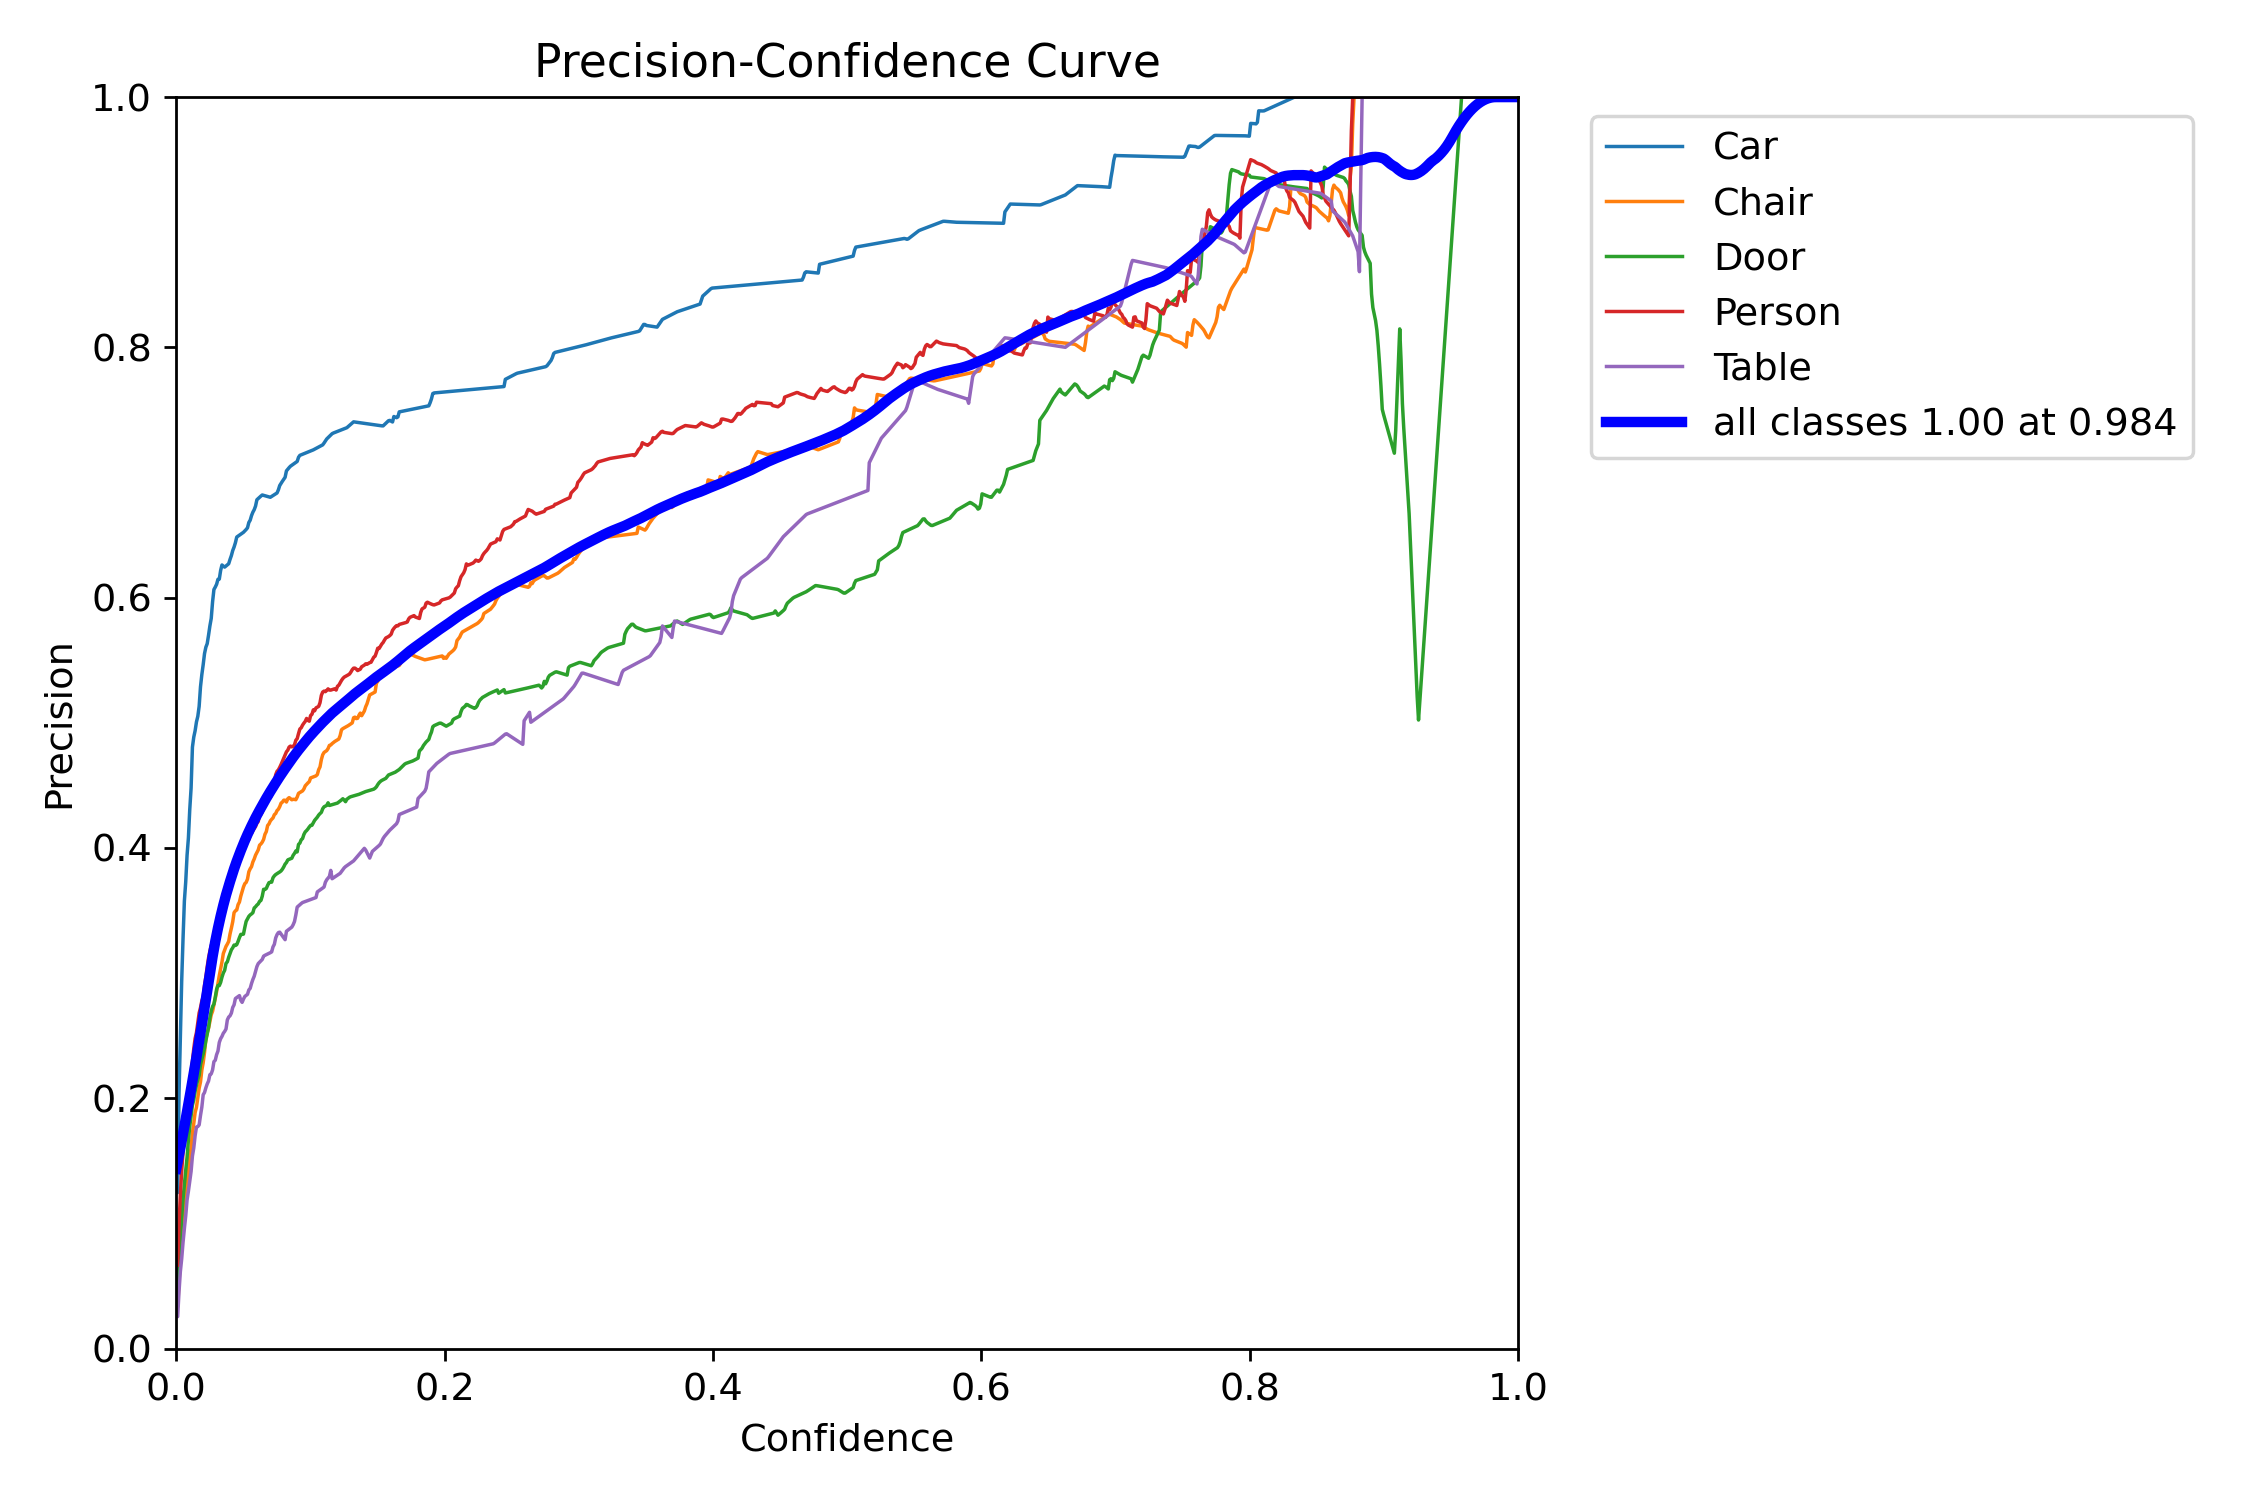 Precision-Confidence Curve
1.0
0.8
0.6
0.4
0.2
0.0
Precision
0.0 0.2 0.4 0.6 0.8 1.0
Confidence
Car
Chair
Door
Person
Table
all classes 1.00 at 0.984